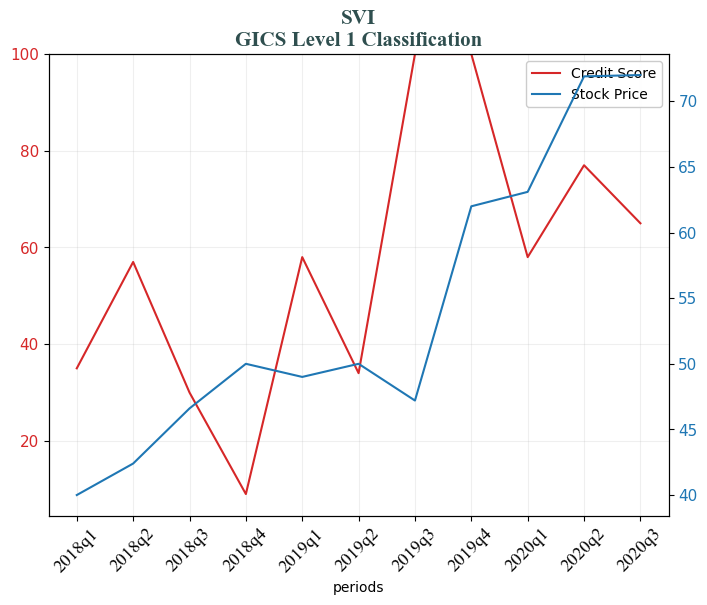 SVI
GICS Level 1 Classification
Credit Score
Stock Price
100
80
60
40
20
70
65
60
55
50
45
40
2018q1
2018q2
2018q3
2018q4
2019q1
2019q2
2019q3
2019q4
2020q1
2020q2
2020q3
periods